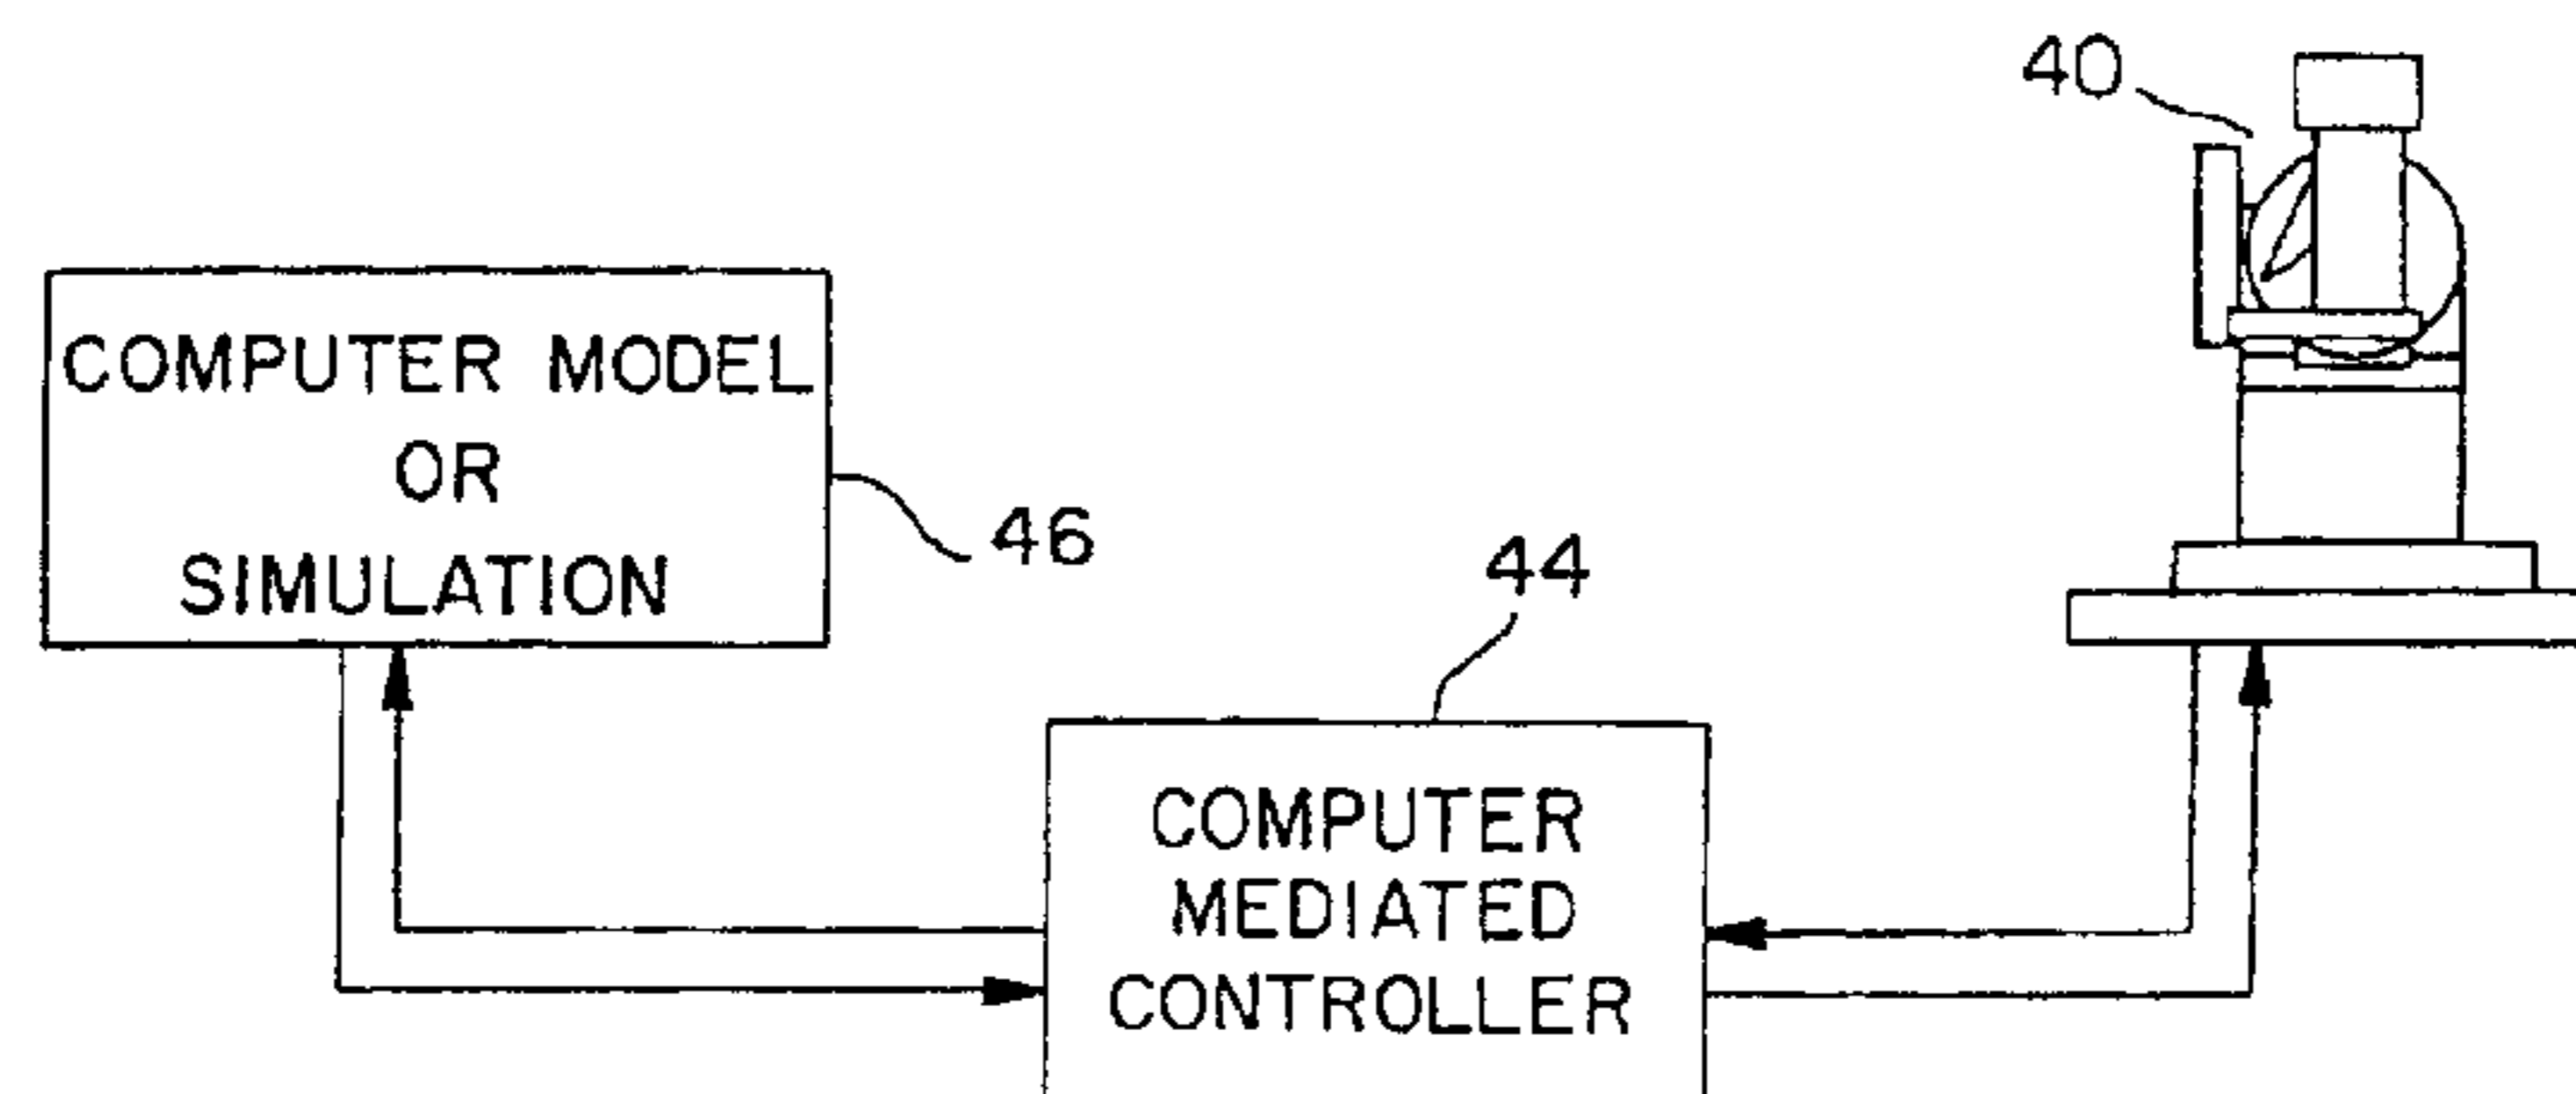 40
COMPUTER MODEL
OR
SIMULATION
46
44
COMPUTER
MEDIATED
CONTROLLER